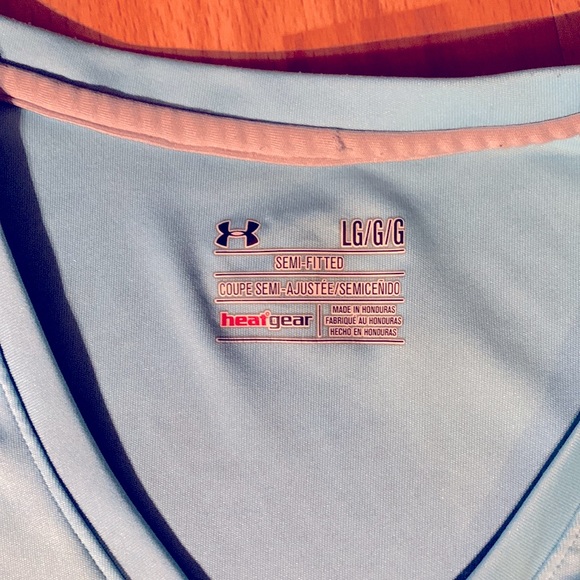 LG/G/G
SEMI-FITTED
COUPE SEMI-AJUSTÉE/SEMICEÑIDO
heatgear
MADE IN HONDURAS
FABRIQUÉ AU HONDURAS
HECHO EN HONDURAS